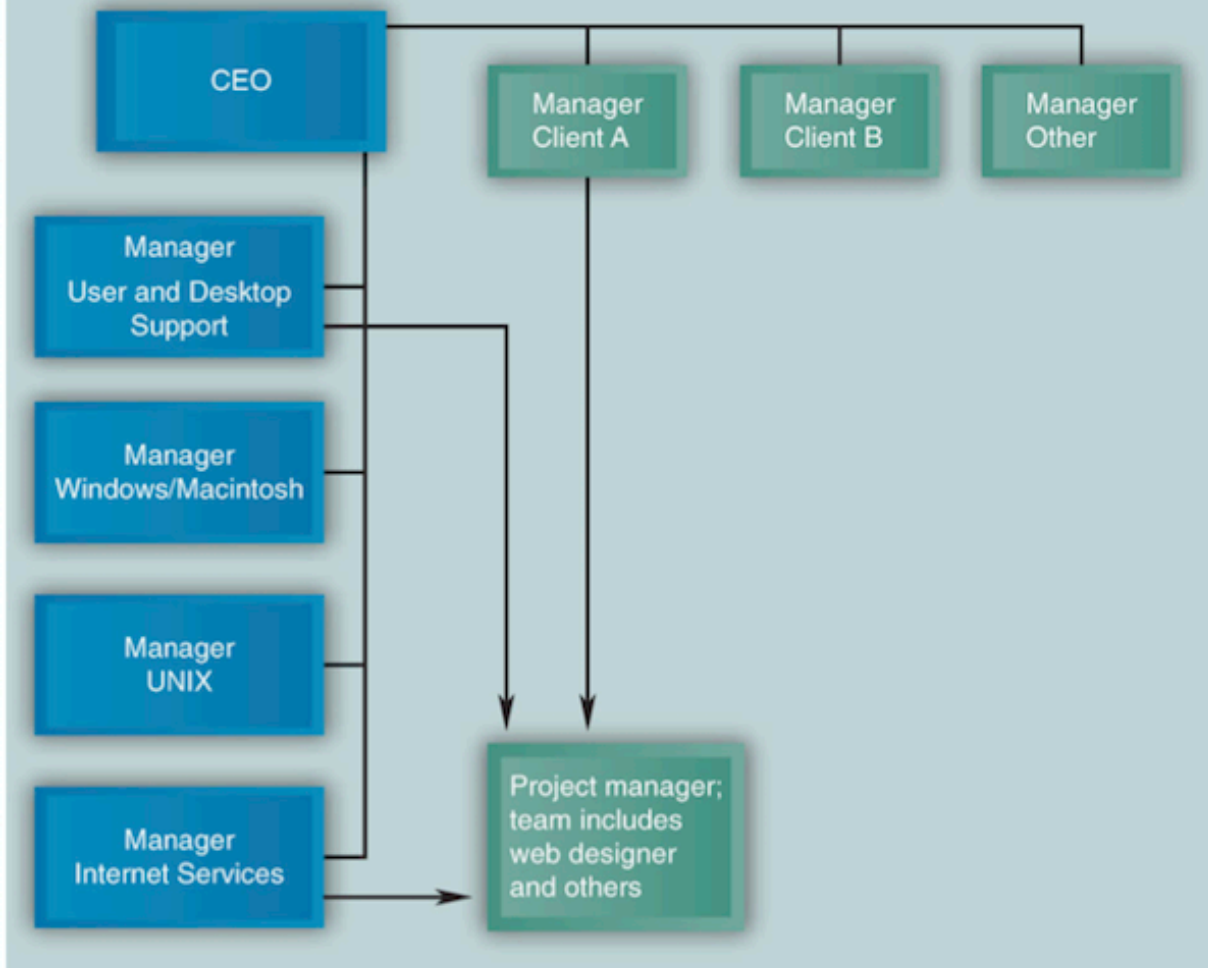 CEO
Manager
Client A
Manager
Client B
Manager
Other
Manager
User and Desktop
Support
Manager
Windows/Macintosh
Manager
UNIX
Manager
Internet Services
Project manager;
team includes
web designer
and others